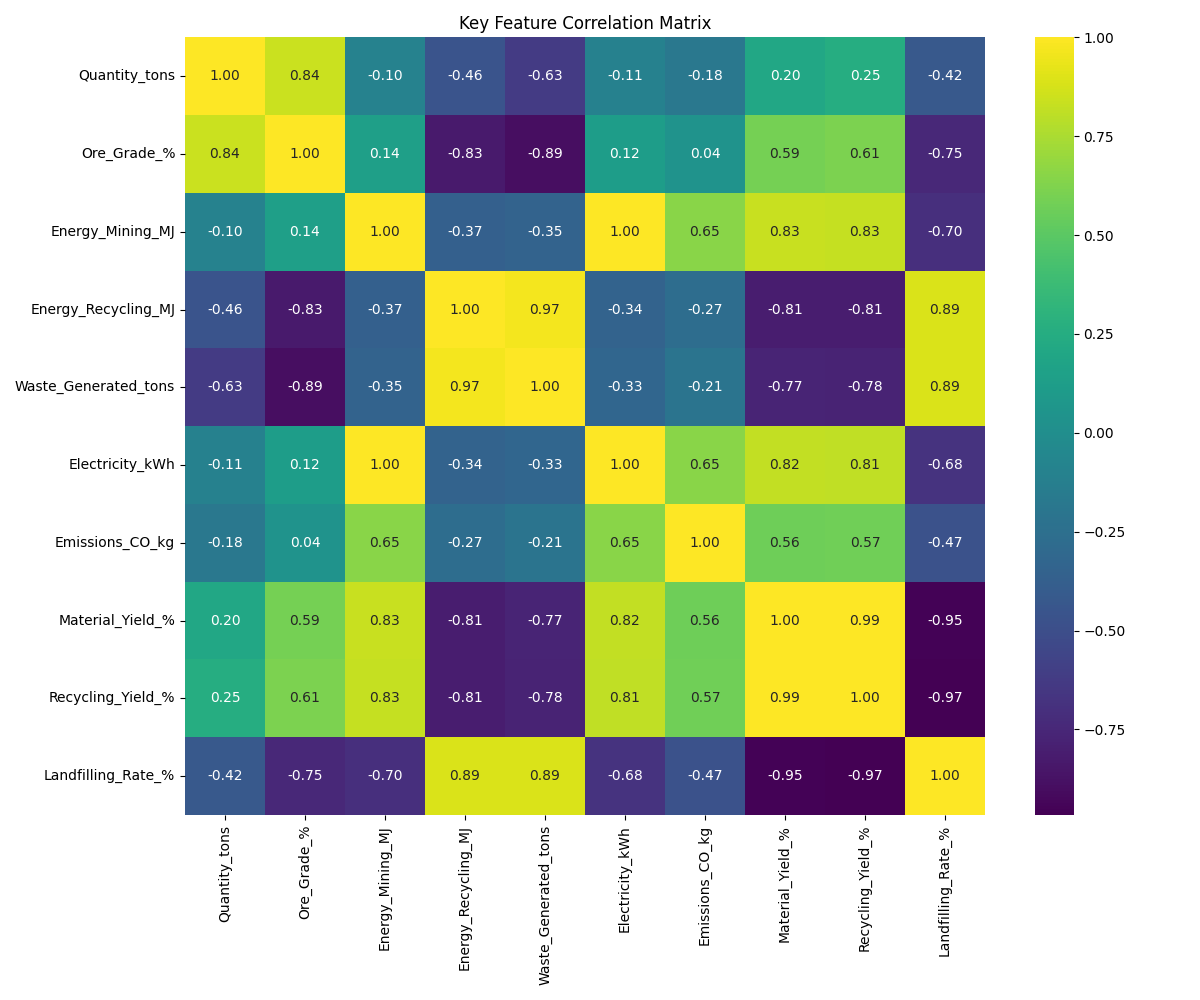 Key Feature Correlation Matrix
Quantity_tons 1.00 0.84 -0.10 -0.46 -0.63 -0.11 -0.18 0.20 0.25 -0.42
Ore_Grade_% 0.84 1.00 0.14 -0.83 -0.89 0.12 0.04 0.59 0.61 -0.75
Energy_Mining_MJ -0.10 0.14 1.00 -0.37 -0.35 1.00 0.65 0.83 0.83 -0.70
Energy_Recycling_MJ -0.46 -0.83 -0.37 1.00 0.97 -0.34 -0.27 -0.81 -0.81 0.89
Waste_Generated_tons -0.63 -0.89 -0.35 0.97 1.00 -0.33 -0.21 -0.77 -0.78 0.89
Electricity_kWh -0.11 0.12 1.00 -0.34 -0.33 1.00 0.65 0.82 0.81 -0.68
Emissions_CO_kg -0.18 0.04 0.65 -0.27 -0.21 0.65 1.00 0.56 0.57 -0.47
Material_Yield_% 0.20 0.59 0.83 -0.81 -0.77 0.82 0.56 1.00 0.99 -0.95
Recycling_Yield_% 0.25 0.61 0.83 -0.81 -0.78 0.81 0.57 0.99 1.00 -0.97
Landfilling_Rate_% -0.42 -0.75 -0.70 0.89 0.89 -0.68 -0.47 -0.95 -0.97 1.00
Quantity_tons
Ore_Grade_%
Energy_Mining_MJ
Energy_Recycling_MJ
Waste_Generated_tons
Electricity_kWh
Emissions_CO_kg
Material_Yield_%
Recycling_Yield_%
Landfilling_Rate_%
1.00
0.75
0.50
0.25
0.00
−0.25
−0.50
−0.75